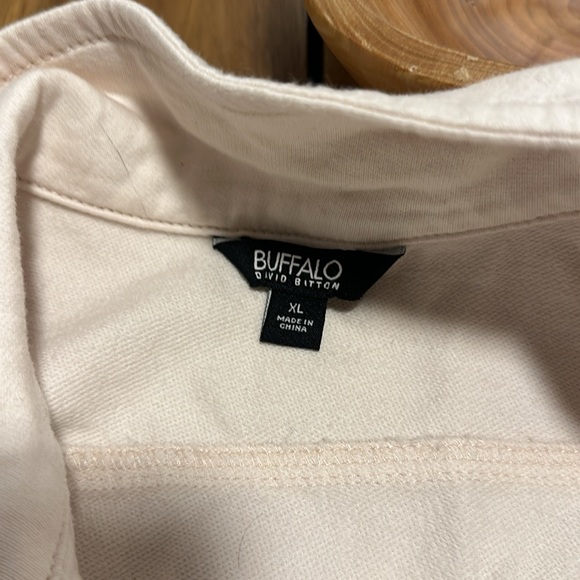 BUFFALO
DAVID BITTON
XL
MADE IN
CHINA